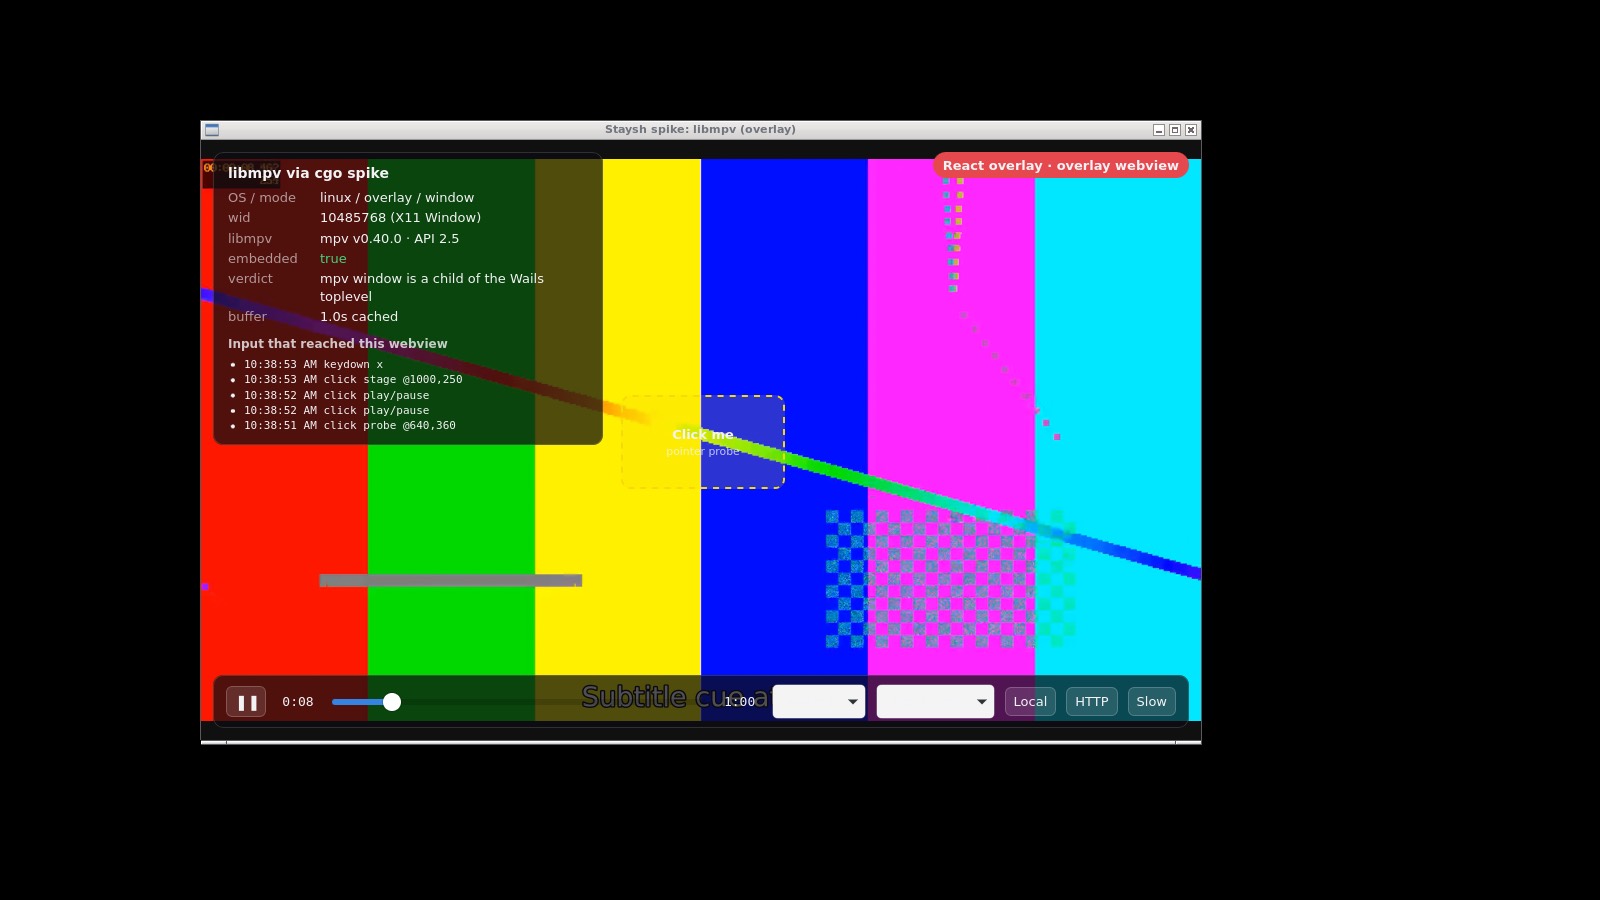 Staysh spike: libmpv (overlay)
libmpv via cgo spike
React overlay · overlay webview
OS / mode linux / overlay / window
wid 10485768 (X11 Window)
libmpv mpv v0.40.0 · API 2.5
embedded true
verdict mpv window is a child of the Wails
toplevel
buffer 1.0s cached
Input that reached this webview
• 10:38:53 AM keydown x
• 10:38:53 AM click stage @1000,250
• 10:38:52 AM click play/pause
• 10:38:52 AM click play/pause
• 10:38:51 AM click probe @640,360
Click me
pointer probe
Subtitle cue
0:08 1:00 Local HTTP Slow